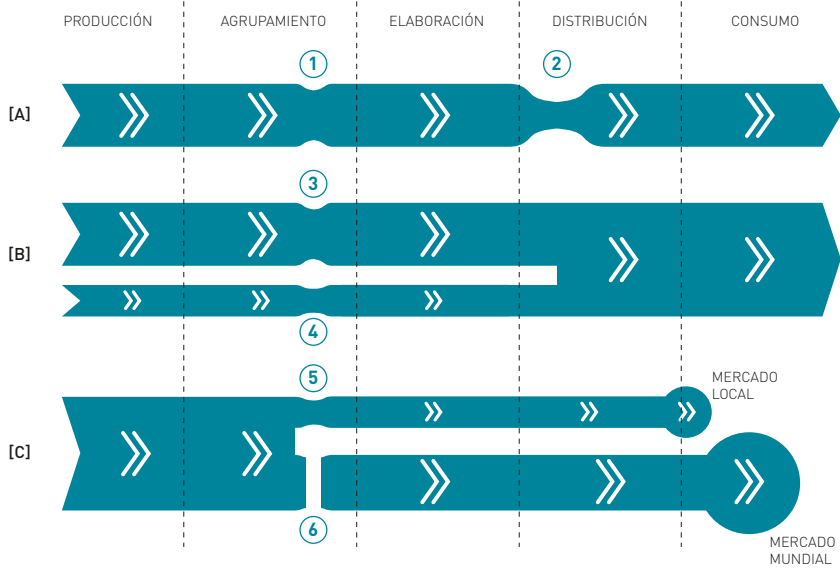 PRODUCCIÓN AGRUPAMIENTO ELABORACIÓN DISTRIBUCIÓN CONSUMO
1 2
[A]
3
[B]
4
5
MERCADO
LOCAL
[C]
6
MERCADO
MUNDIAL